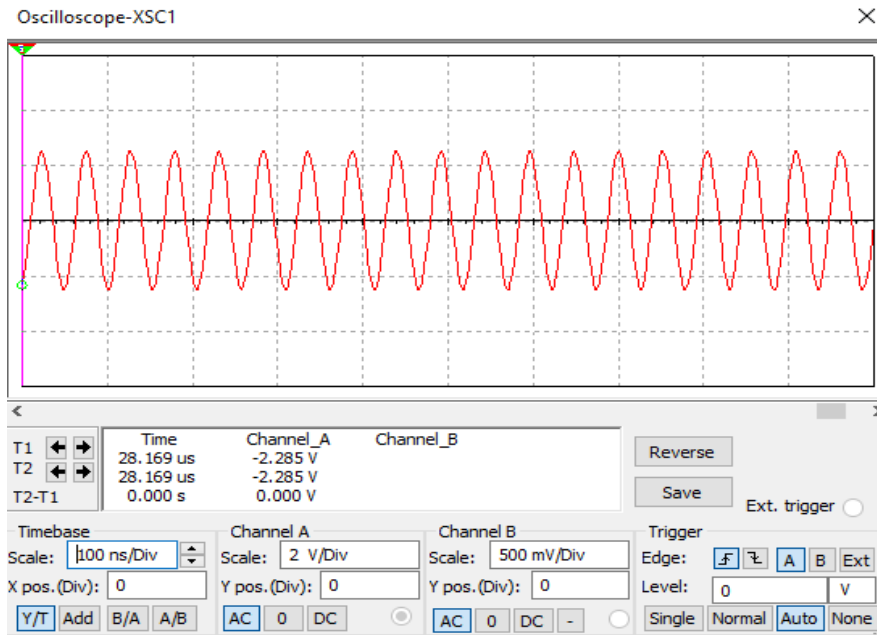 Oscilloscope-XSC1
Time Channel_A Channel_B
T1 28.169 us -2.285 V
T2 28.169 us -2.285 V
T2-T1 0.000 s 0.000 V
Reverse
Save
Ext. trigger
Timebase Channel A Channel B Trigger
Scale: 100 ns/Div Scale: 2 V/Div Scale: 500 mV/Div Edge: A B Ext
X pos.(Div): 0 Y pos.(Div): 0 Y pos.(Div): 0 Level: 0 V
Y/T Add B/A A/B AC 0 DC AC 0 DC - Single Normal Auto None